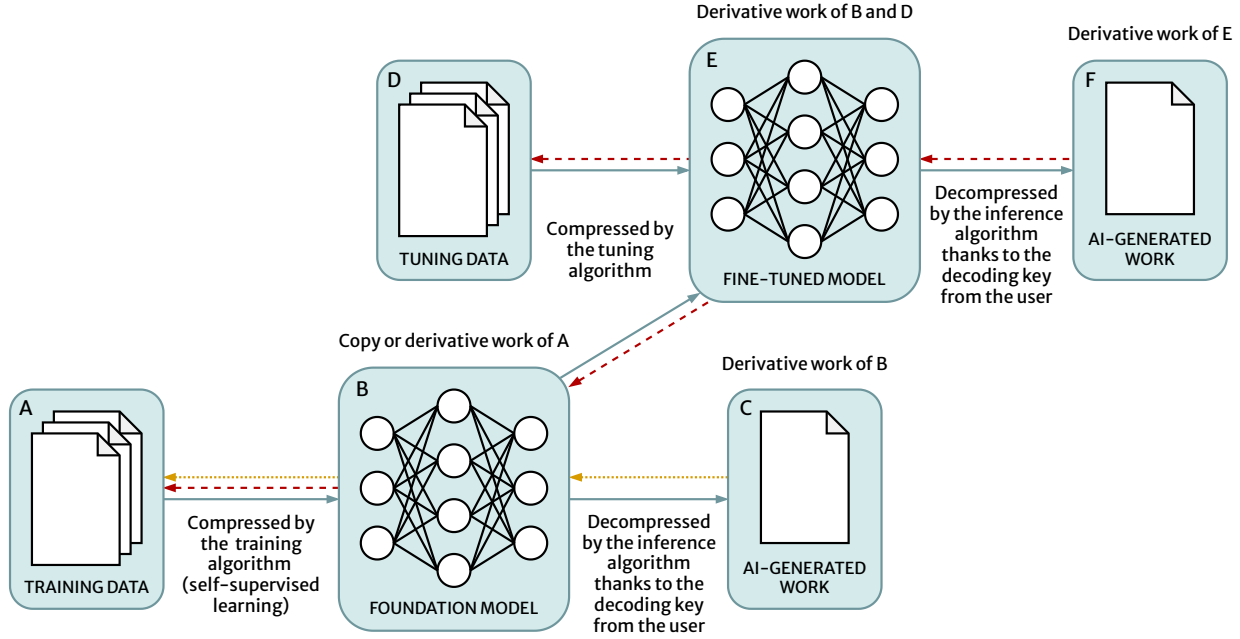 Derivative work of B and D
Derivative work of E
D
E
F
TUNING DATA
Compressed by
the tuning
algorithm
FINE-TUNED MODEL
Decompressed
by the inference
algorithm
thanks to the
decoding key
from the user
AI-GENERATED
WORK
Copy or derivative work of A
Derivative work of B
A
B
C
TRAINING DATA
Compressed by
the training
algorithm
(self-supervised
learning)
FOUNDATION MODEL
Decompressed
by the inference
algorithm
thanks to the
decoding key
from the user
AI-GENERATED
WORK